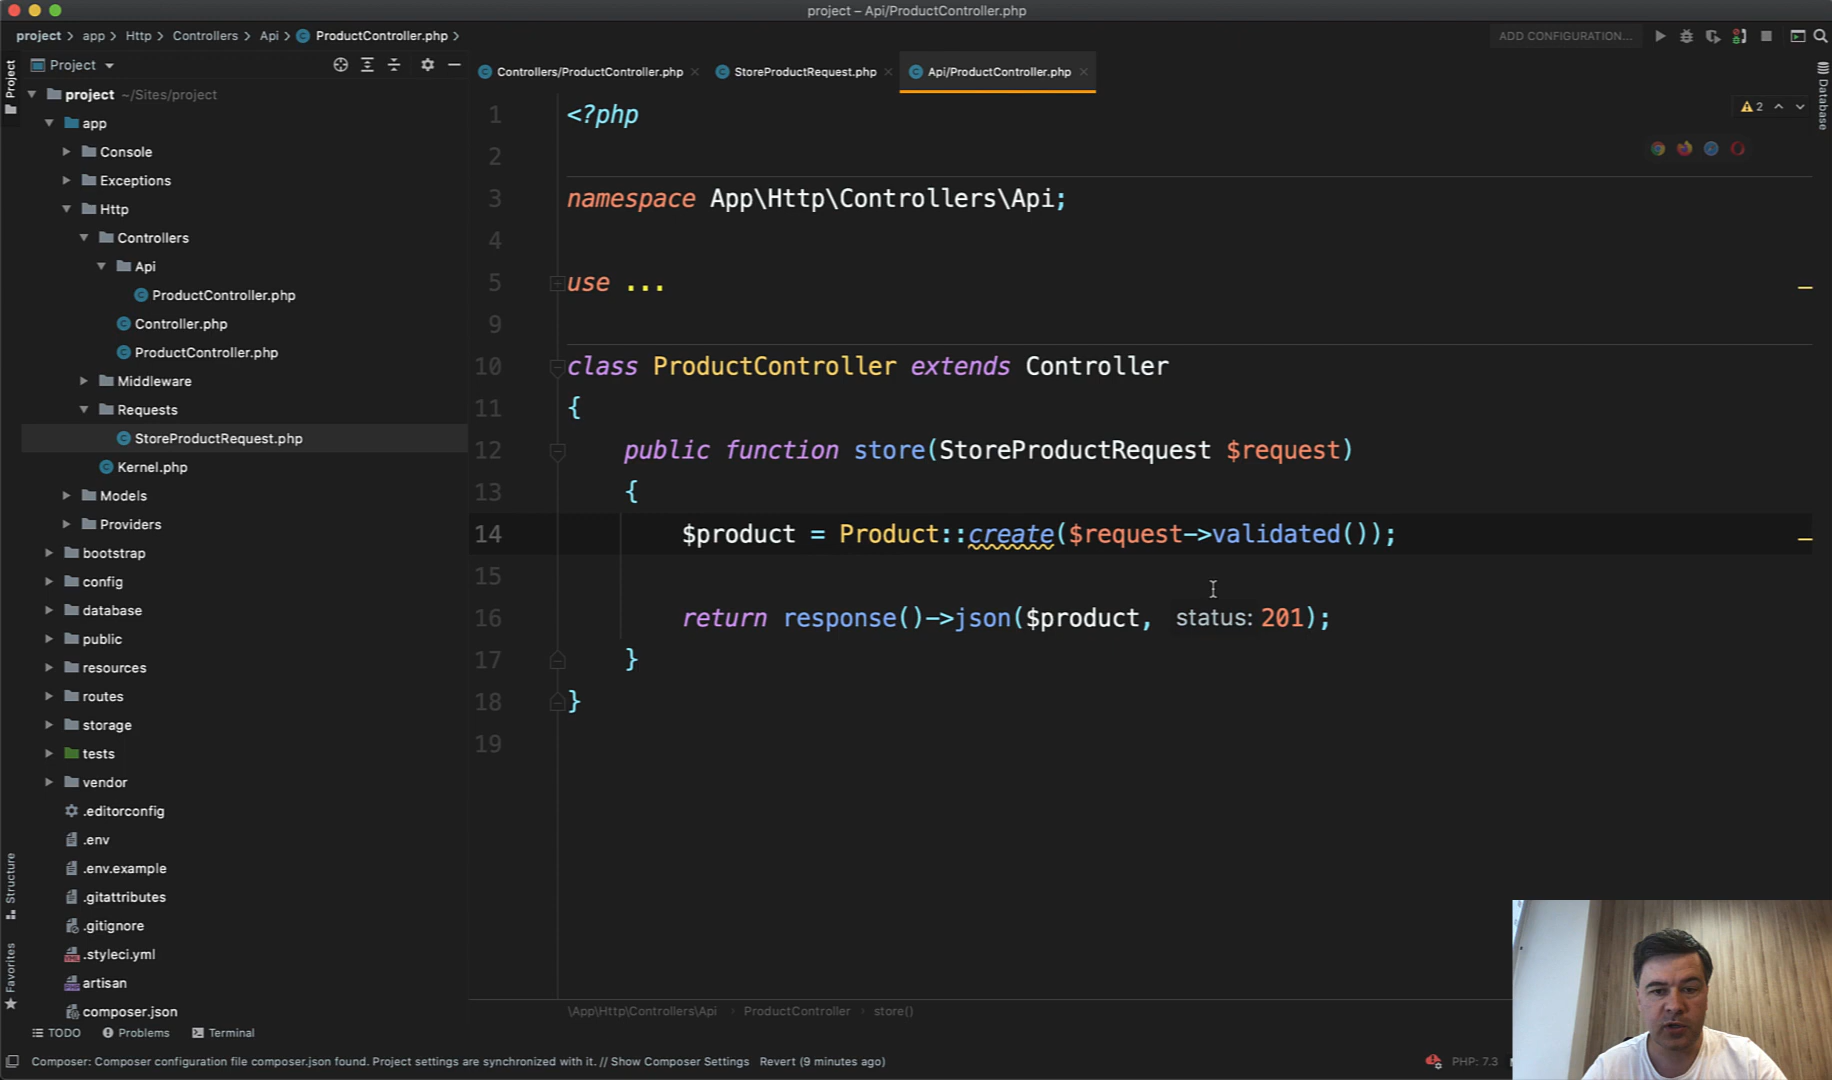 project – Api/ProductController.php
project > app > Http > Controllers > Api > ProductController.php >
ADD CONFIGURATION...
Project
Controllers/ProductController.php
StoreProductRequest.php
Api/ProductController.php
Project
Database
project ~/Sites/project
app
Console
Exceptions
Http
Controllers
Api
ProductController.php
Controller.php
ProductController.php
Middleware
Requests
StoreProductRequest.php
Kernel.php
Models
Providers
bootstrap
config
database
public
resources
routes
storage
tests
vendor
.editorconfig
.env
.env.example
.gitattributes
.gitignore
.styleci.yml
artisan
composer.json
Structure
Favorites
2
1 <?php
2
3 namespace App\Http\Controllers\Api;
4
5 use ...
9
10 class ProductController extends Controller
11 {
12 public function store(StoreProductRequest $request)
13 {
14 $product = Product::create($request->validated());
15
16 return response()->json($product, status: 201);
17 }
18 }
19
\App\Http\Controllers\Api > ProductController > store()
TODO Problems Terminal
Composer: Composer configuration file composer.json found. Project settings are synchronized with it. // Show Composer Settings Revert (9 minutes ago)
PHP: 7.3